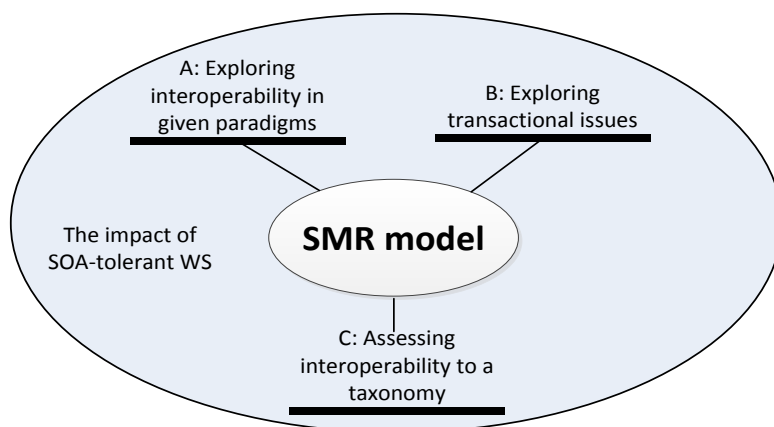 A: Exploring
interoperability in
given paradigms
B: Exploring
transactional issues
The impact of
SOA-tolerant WS
SMR model
C: Assessing
interoperability to a
taxonomy